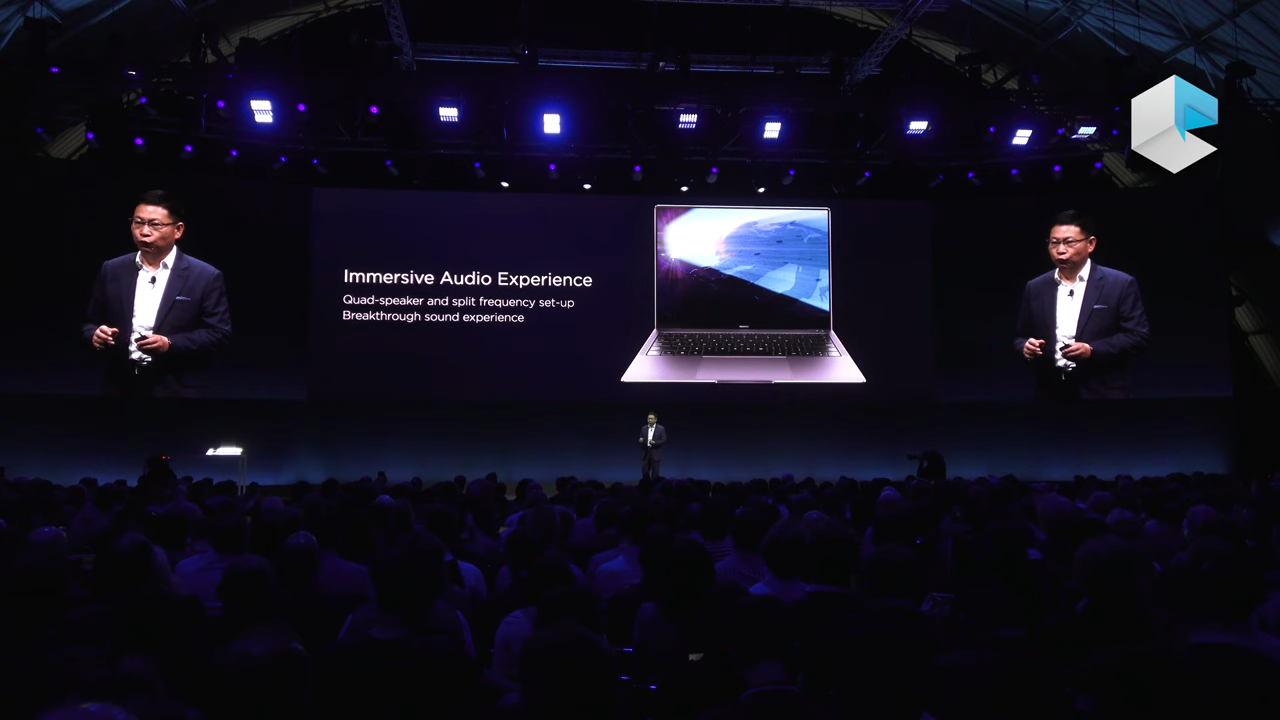 Immersive Audio Experience
Quad-speaker and split frequency set-up
Breakthrough sound experience